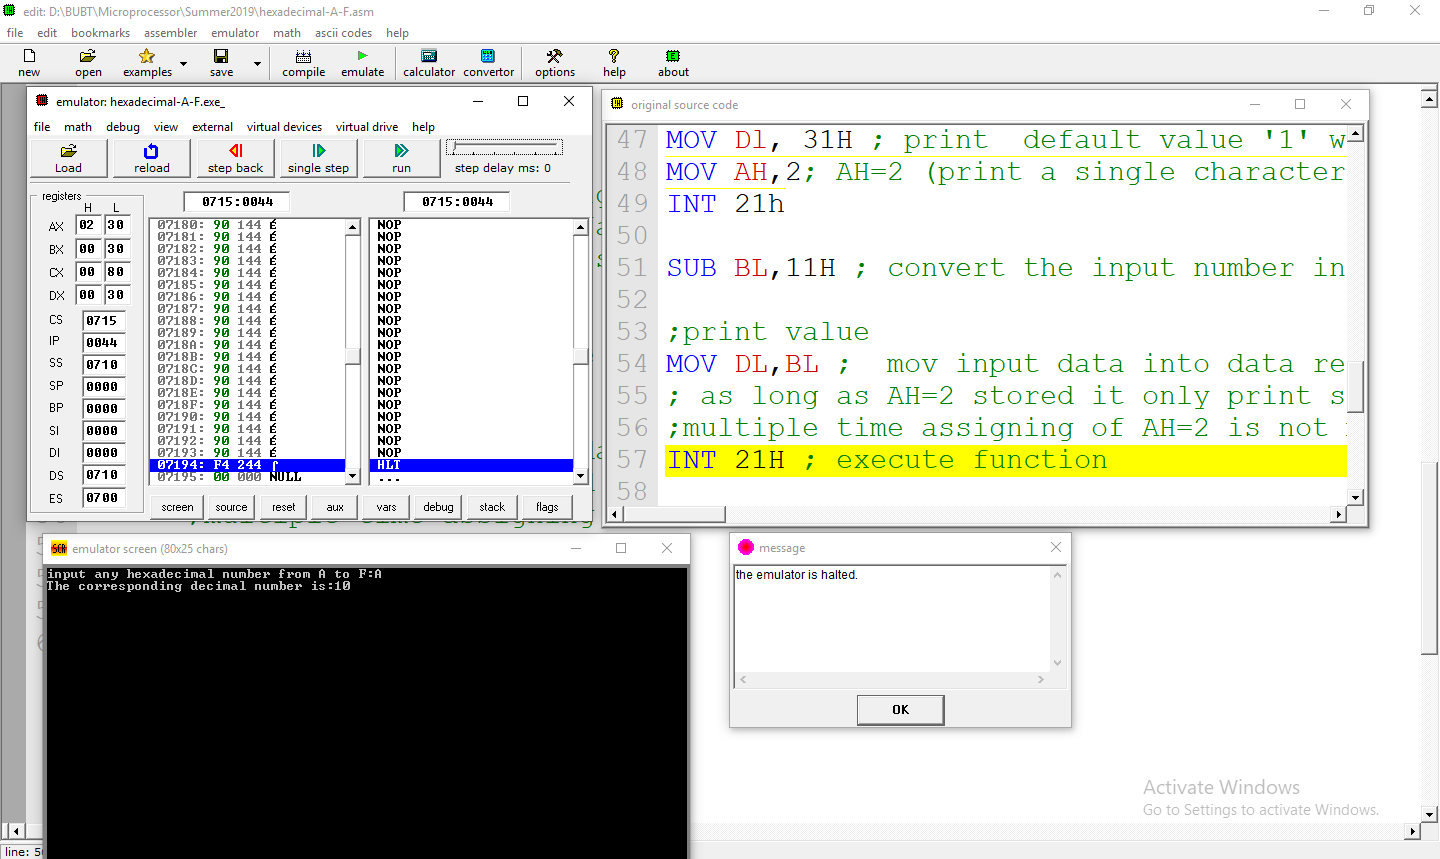 edit: D:\BUBT\Microprocessor\Summer2019\hexadecimal-A-F.asm
file edit bookmarks assembler emulator math ascii codes help
new open examples save compile emulate calculator convertor options help about
emulator: hexadecimal-A-F.exe_
file math debug view external virtual devices virtual drive help
Load reload step back single step run step delay ms: 0
registers
H L
AX 02 30
BX 00 30
CX 00 80
DX 00 30
CS 0715
IP 0044
SS 0710
SP 0000
BP 0000
SI 0000
DI 0000
DS 0710
ES 0700
0715:0044 0715:0044
07180: 90 144 É NOP
07181: 90 144 É NOP
07182: 90 144 É NOP
07183: 90 144 É NOP
07184: 90 144 É NOP
07185: 90 144 É NOP
07186: 90 144 É NOP
07187: 90 144 É NOP
07188: 90 144 É NOP
07189: 90 144 É NOP
0718A: 90 144 É NOP
0718B: 90 144 É NOP
0718C: 90 144 É NOP
0718D: 90 144 É NOP
0718E: 90 144 É NOP
0718F: 90 144 É NOP
07190: 90 144 É NOP
07191: 90 144 É NOP
07192: 90 144 É NOP
07193: 90 144 É NOP
07194: F4 244 ⌠ HLT
07195: 00 000 NULL ...
screen source reset aux vars debug stack flags
original source code
47 MOV Dl, 31H ; print default value '1' w
48 MOV AH,2; AH=2 (print a single character
49 INT 21h
50
51 SUB BL,11H ; convert the input number in
52
53 ;print value
54 MOV DL,BL ; mov input data into data re
55 ; as long as AH=2 stored it only print s
56 ;multiple time assigning of AH=2 is not
57 INT 21H ; execute function
58
emulator screen (80x25 chars)
input any hexadecimal number from A to F:A
The corresponding decimal number is:10
message
the emulator is halted.
OK
Activate Windows
Go to Settings to activate Windows.
line: